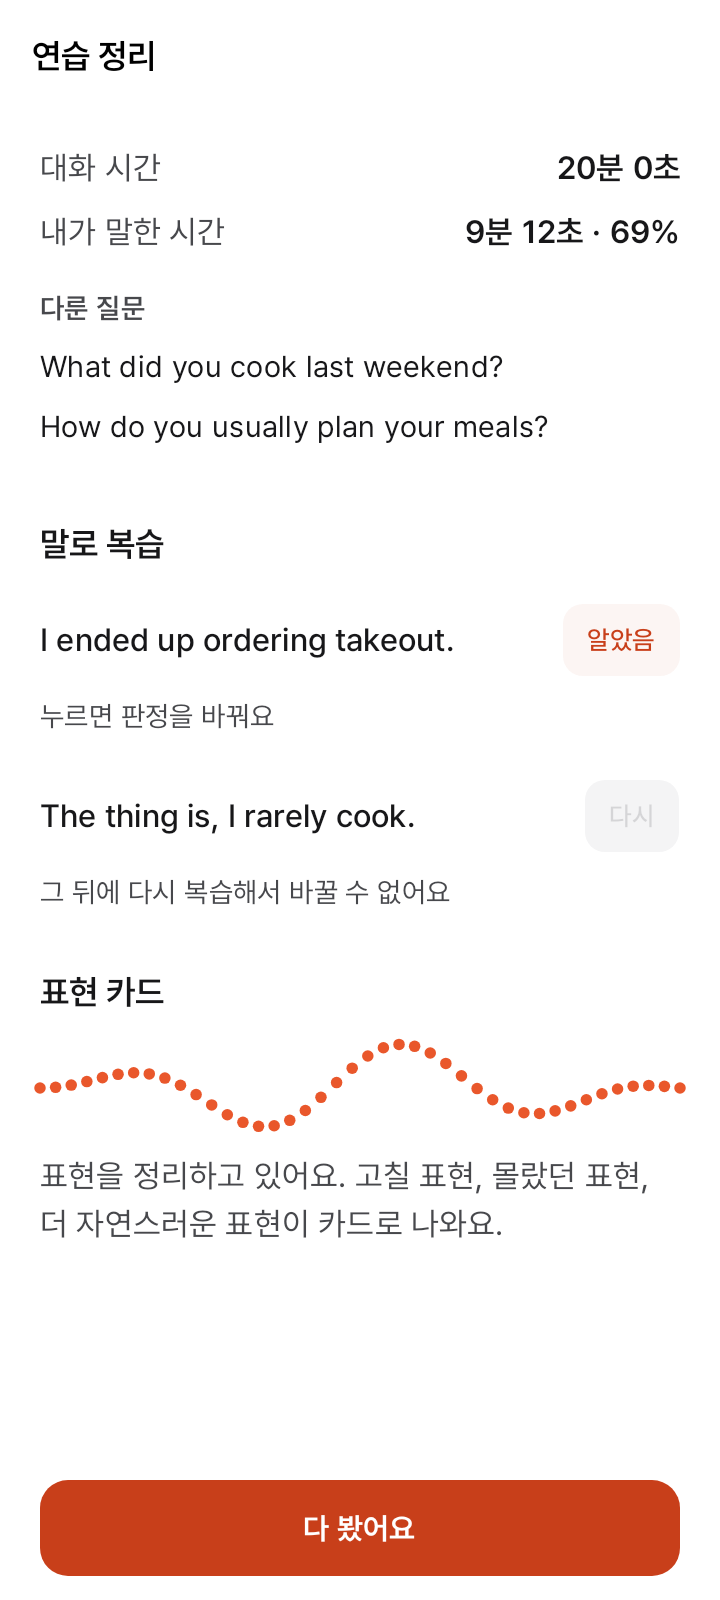 연습 정리
대화 시간 20분 0초
내가 말한 시간 9분 12초 · 69%
다룬 질문
What did you cook last weekend?
How do you usually plan your meals?
말로 복습
I ended up ordering takeout. 알았음
누르면 판정을 바꿔요
The thing is, I rarely cook. 다시
그 뒤에 다시 복습해서 바꿀 수 없어요
표현 카드
표현을 정리하고 있어요. 고칠 표현, 몰랐던 표현,
더 자연스러운 표현이 카드로 나와요.
다 봤어요